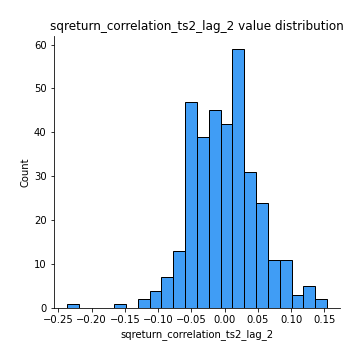 sqreturn_correlation_ts2_lag_2 value distribution
60
50
40
30
20
10
0
Count
−0.25 −0.20 −0.15 −0.10 −0.05 0.00 0.05 0.10 0.15
sqreturn_correlation_ts2_lag_2